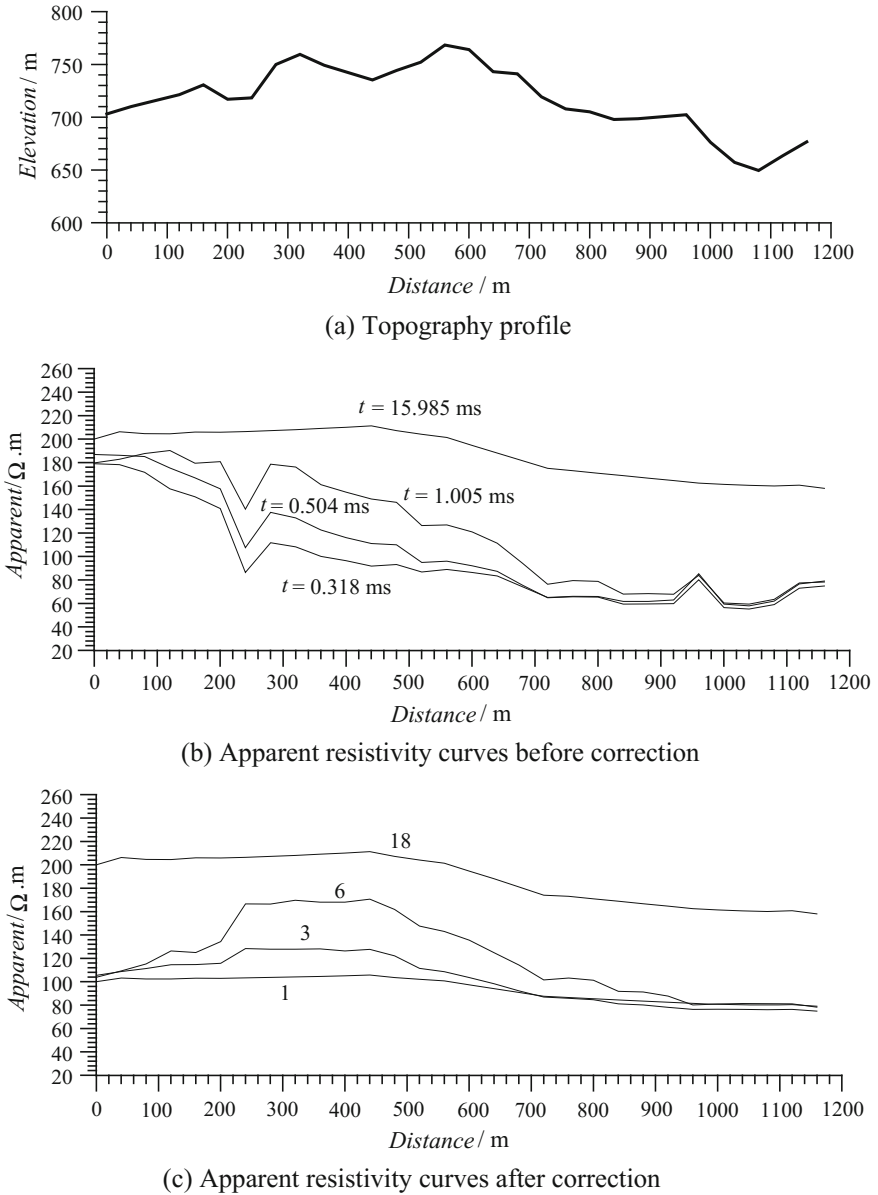 800
750
700
650
600
Elevation / m
0 100 200 300 400 500 600 700 800 900 1000 1100 1200
Distance / m
(a) Topography profile
260
240
220
200
180
160
140
120
100
80
60
40
20
Apparent/Ω .m
t = 15.985 ms
t = 1.005 ms
t = 0.504 ms
t = 0.318 ms
0 100 200 300 400 500 600 700 800 900 1000 1100 1200
Distance / m
(b) Apparent resistivity curves before correction
260
240
220
200
180
160
140
120
100
80
60
40
20
Apparent/Ω .m
18
6
3
1
0 100 200 300 400 500 600 700 800 900 1000 1100 1200
Distance / m
(c) Apparent resistivity curves after correction